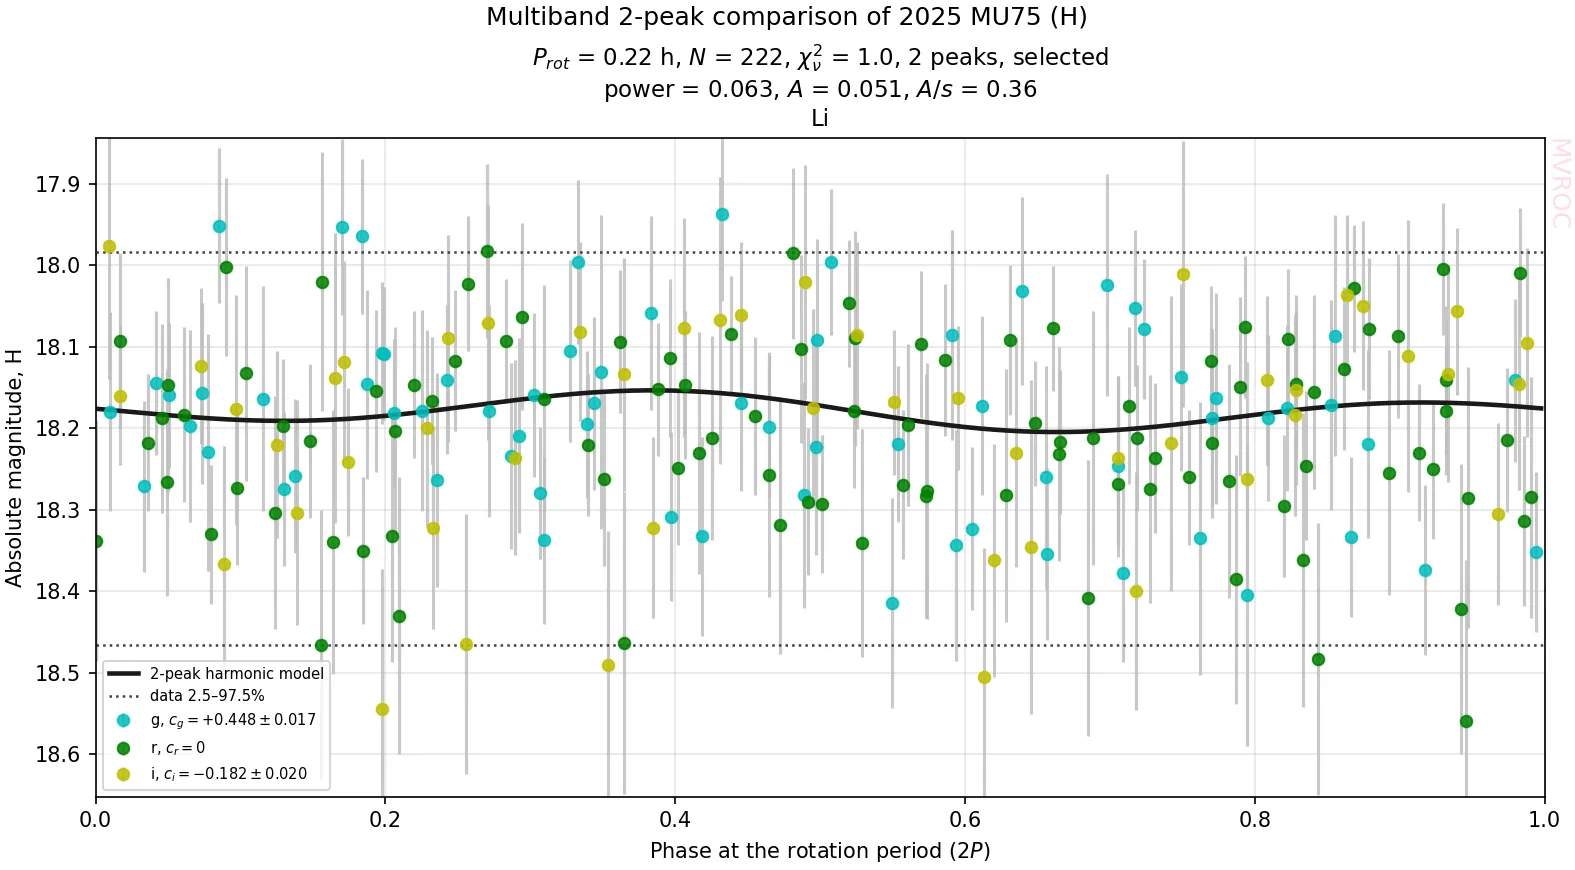 Multiband 2-peak comparison of 2025 MU75 (H)
P_rot = 0.22 h, N = 222, χ²_ν = 1.0, 2 peaks, selected
power = 0.063, A = 0.051, A/s = 0.36
Li
MVROC
Absolute magnitude, H
17.9
18.0
18.1
18.2
18.3
18.4
18.5
18.6
2-peak harmonic model
data 2.5–97.5%
g, c_g = +0.448 ± 0.017
r, c_r = 0
i, c_i = −0.182 ± 0.020
0.0 0.2 0.4 0.6 0.8 1.0
Phase at the rotation period (2P)